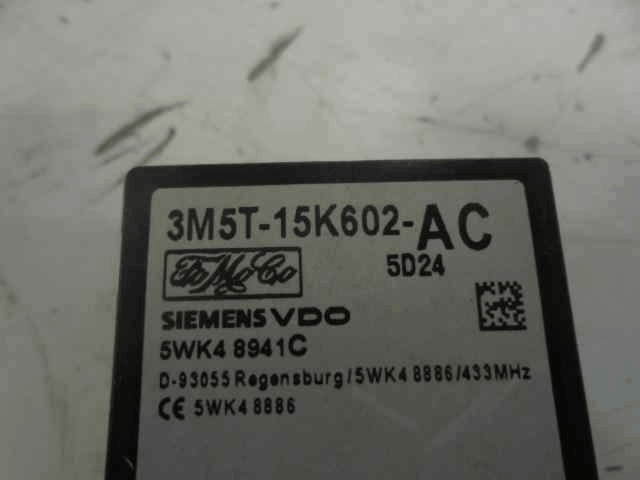 3M5T-15K602-AC
FoMoCo 5D24
SIEMENS VDO
5WK4 8941C
D-93055 Regensburg/5WK4 8886/433MHz
CE 5WK4 8886